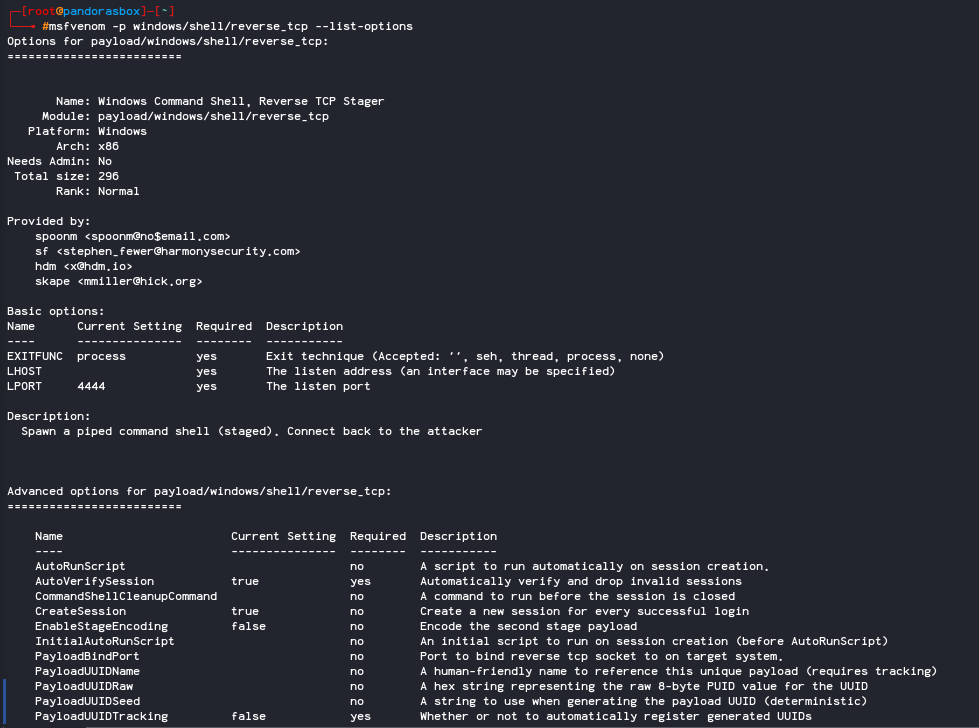 ┌─[root@pandorasbox]─[~]
└──╼ #msfvenom -p windows/shell/reverse_tcp --list-options
Options for payload/windows/shell/reverse_tcp:
=========================
Name: Windows Command Shell, Reverse TCP Stager
Module: payload/windows/shell/reverse_tcp
Platform: Windows
Arch: x86
Needs Admin: No
Total size: 296
Rank: Normal
Provided by:
spoonm <spoonm@no$email.com>
sf <stephen_fewer@harmonysecurity.com>
hdm <x@hdm.io>
skape <mmiller@hick.org>
Basic options:
Name      Current Setting  Required  Description
----      ---------------  --------  -----------
EXITFUNC  process          yes       Exit technique (Accepted: '', seh, thread, process, none)
LHOST                      yes       The listen address (an interface may be specified)
LPORT     4444             yes       The listen port
Description:
Spawn a piped command shell (staged). Connect back to the attacker
Advanced options for payload/windows/shell/reverse_tcp:
=========================
Name                        Current Setting  Required  Description
----                        ---------------  --------  -----------
AutoRunScript                                no        A script to run automatically on session creation.
AutoVerifySession           true             yes       Automatically verify and drop invalid sessions
CommandShellCleanupCommand                   no        A command to run before the session is closed
CreateSession               true             no        Create a new session for every successful login
EnableStageEncoding         false            no        Encode the second stage payload
InitialAutoRunScript                         no        An initial script to run on session creation (before AutoRunScript)
PayloadBindPort                              no        Port to bind reverse tcp socket to on target system.
PayloadUUIDName                              no        A human-friendly name to reference this unique payload (requires tracking)
PayloadUUIDRaw                               no        A hex string representing the raw 8-byte PUID value for the UUID
PayloadUUIDSeed                              no        A string to use when generating the payload UUID (deterministic)
PayloadUUIDTracking         false            yes       Whether or not to automatically register generated UUIDs